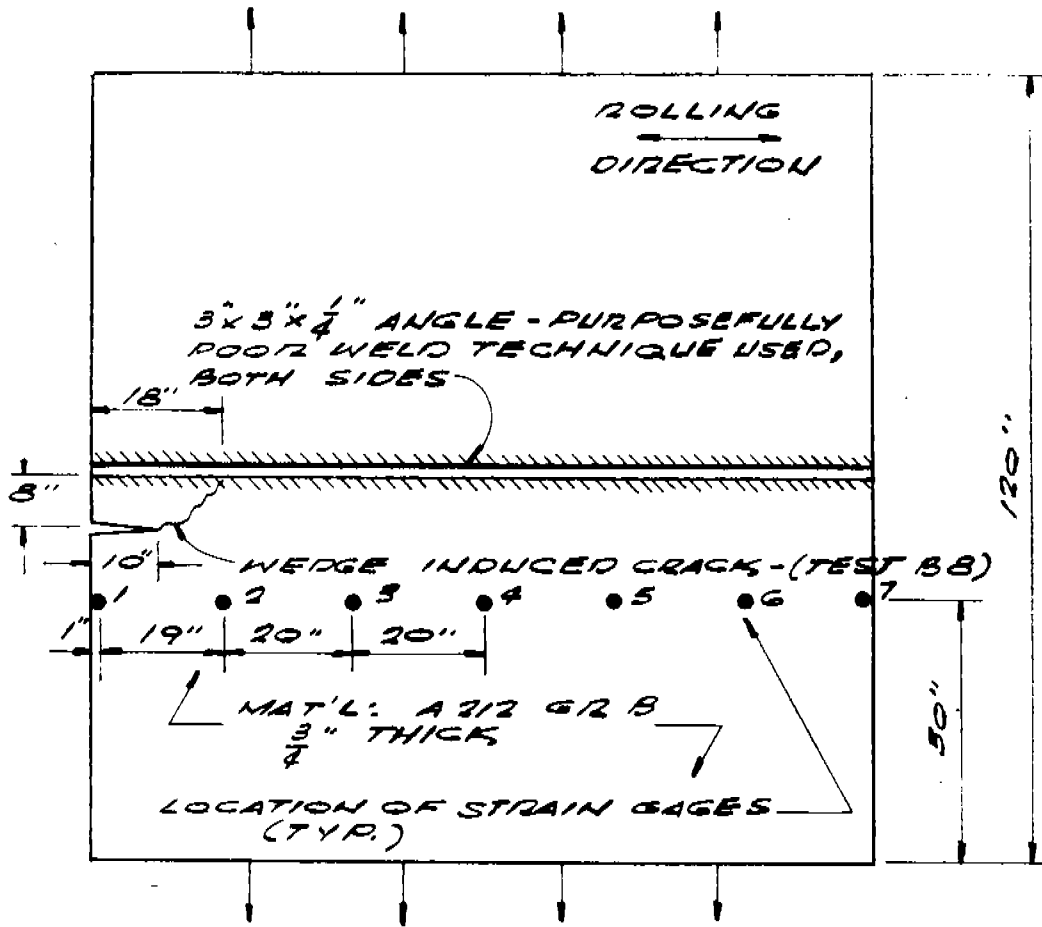 ROLLING
DIRECTION
3" x 3" x 1/4" ANGLE - PURPOSEFULLY
POOR WELD TECHNIQUE USED,
BOTH SIDES
18"
8"
120"
10"
WEDGE INDUCED CRACK - (TEST B8)
1 2 3 4 5 6 7
1" 19" 20" 20"
50"
MAT'L: A 212 GR B
3/4" THICK
LOCATION OF STRAIN GAGES
(TYP.)